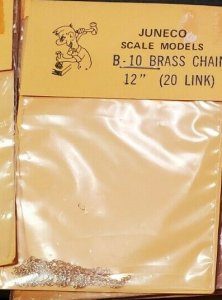 JUNECO
SCALE MODELS
B-10 BRASS CHAIN
12" (20 LINK)